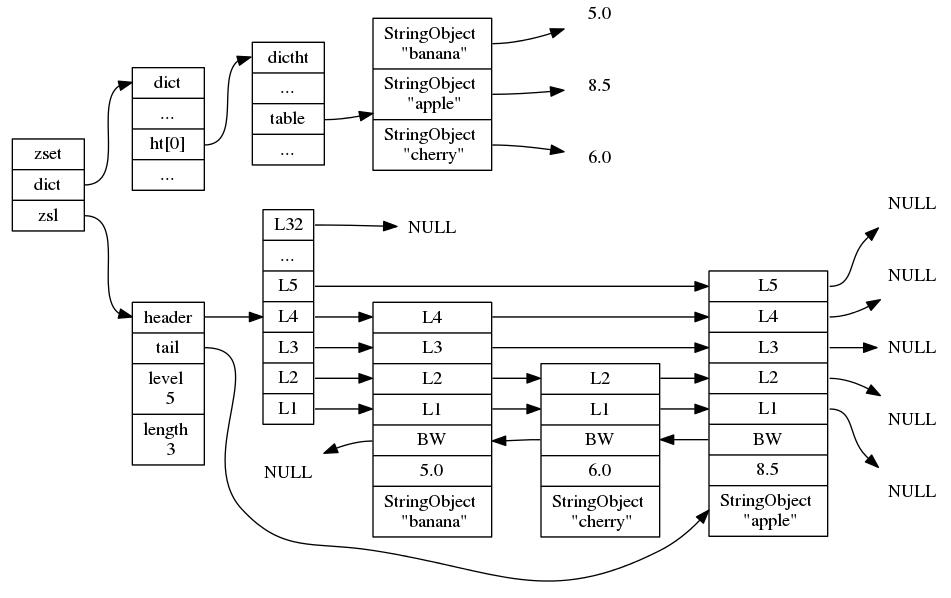 zset
dict
zsl
dict
...
ht[0]
...
dictht
...
table
...
StringObject
"banana"
StringObject
"apple"
StringObject
"cherry"
5.0
8.5
6.0
header
tail
level
5
length
3
L32
...
L5
L4
L3
L2
L1
NULL
NULL
L4
L3
L2
L1
BW
5.0
StringObject
"banana"
L2
L1
BW
6.0
StringObject
"cherry"
L5
L4
L3
L2
L1
BW
8.5
StringObject
"apple"
NULL
NULL
NULL
NULL
NULL